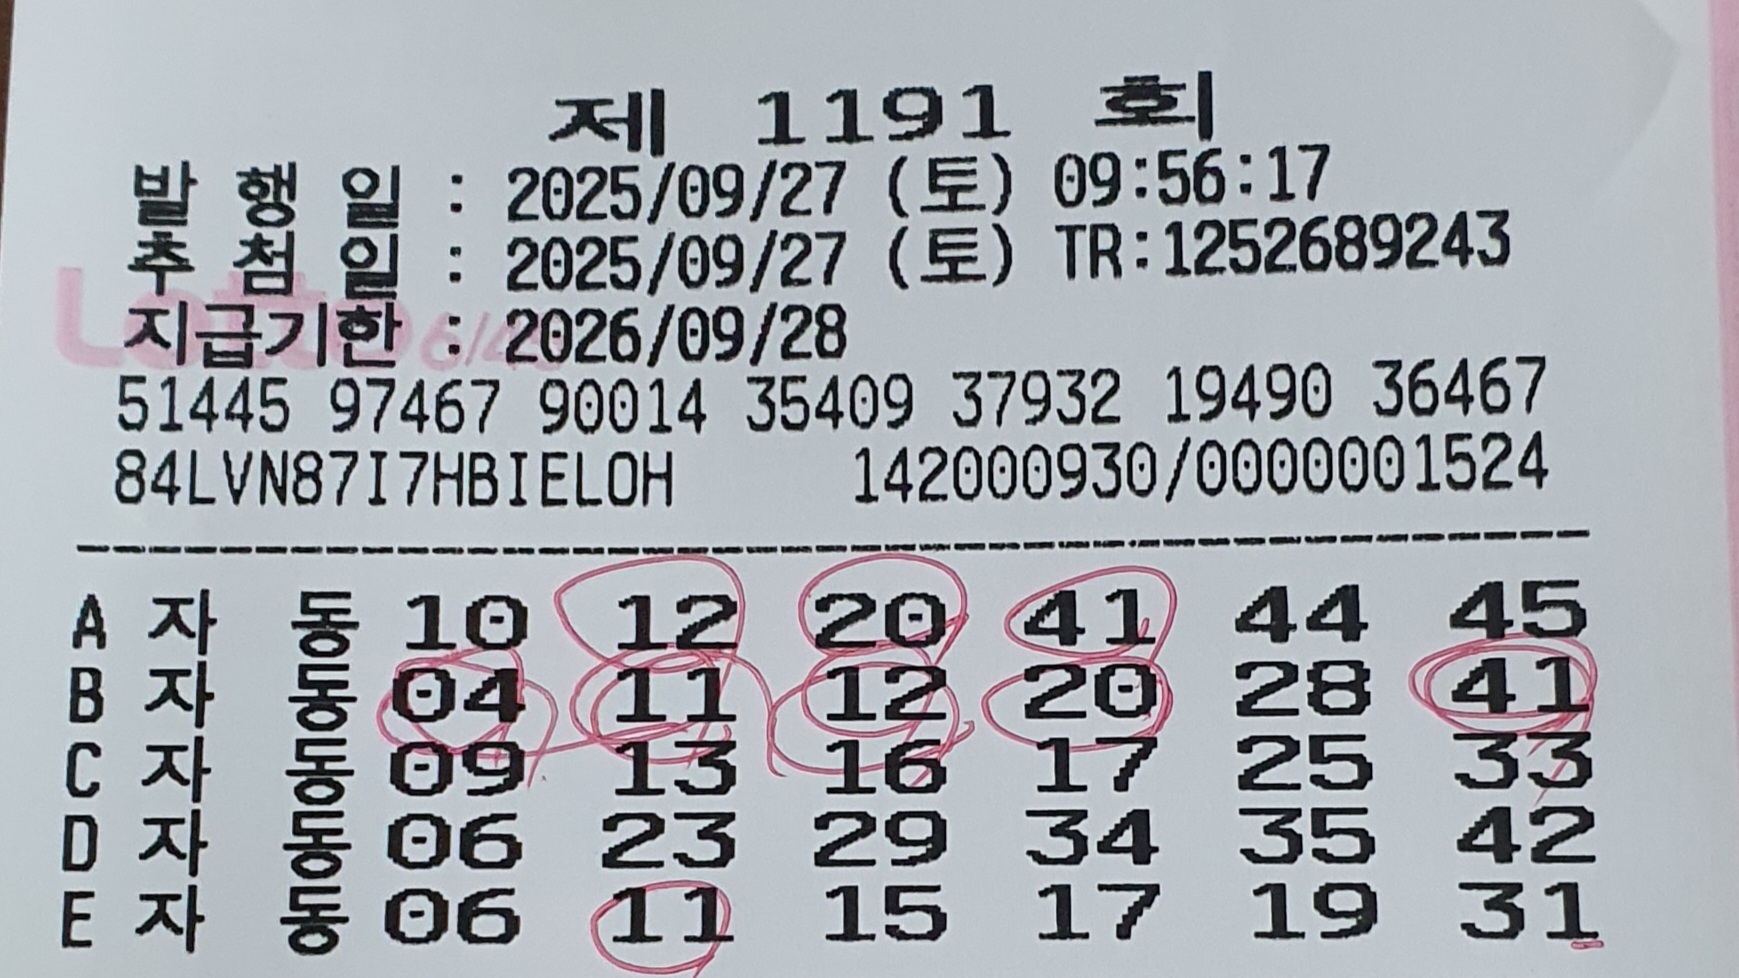 제 1191 회
발 행 일 : 2025/09/27 (토) 09:56:17
추 첨 일 : 2025/09/27 (토) TR:1252689243
지급기한 : 2026/09/28
51445 97467 90014 35409 37932 19490 36467
84LVN87I7HBIELOH 142000930/0000001524
A 자 동 10 12 20 41 44 45
B 자 동 04 11 12 20 28 41
C 자 동 09 13 16 17 25 33
D 자 동 06 23 29 34 35 42
E 자 동 06 11 15 17 19 31